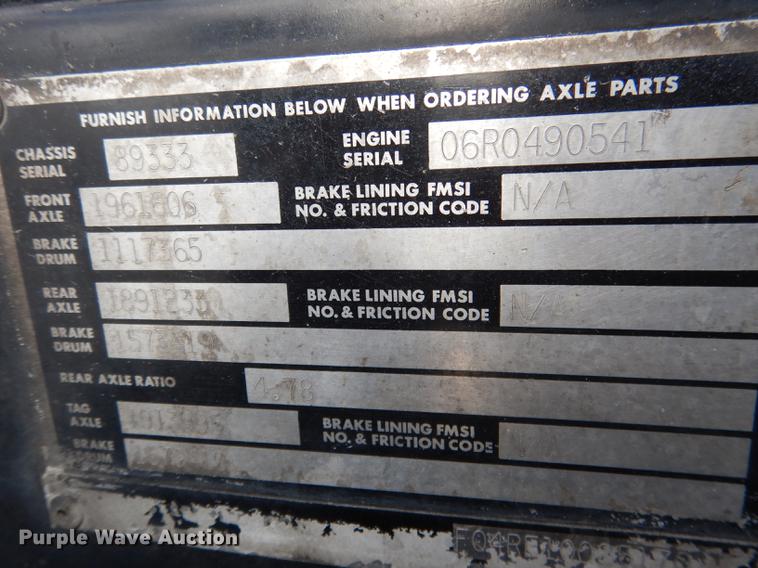 FURNISH INFORMATION BELOW WHEN ORDERING AXLE PARTS
CHASSIS SERIAL 89333 ENGINE SERIAL 06R0490541
FRONT AXLE 1961806 BRAKE LINING FMSI NO. & FRICTION CODE N/A
BRAKE DRUM 1117365
REAR AXLE BRAKE LINING FMSI NO. & FRICTION CODE N/A
BRAKE DRUM
REAR AXLE RATIO 4.78
TAG AXLE BRAKE LINING FMSI NO. & FRICTION CODE
BRAKE DRUM
Purple Wave Auction